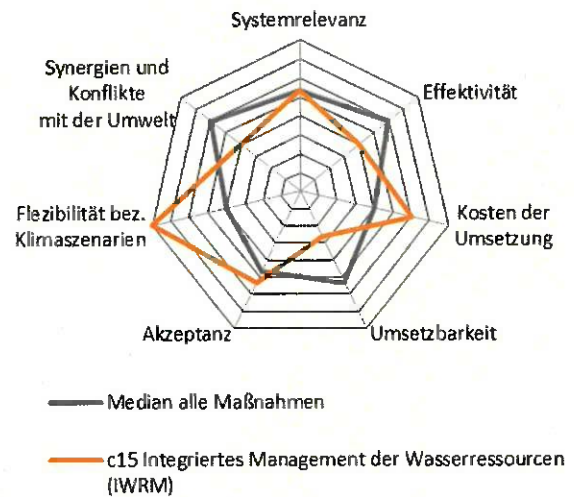 Systemrelevanz
Synergien und
Konflikte
mit der Umwelt
Effektivität
Flezibilität bez.
Klimaszenarien
Kosten der
Umsetzung
Akzeptanz
Umsetzbarkeit
Median alle Maßnahmen
c15 Integriertes Management der Wasserressourcen
(IWRM)